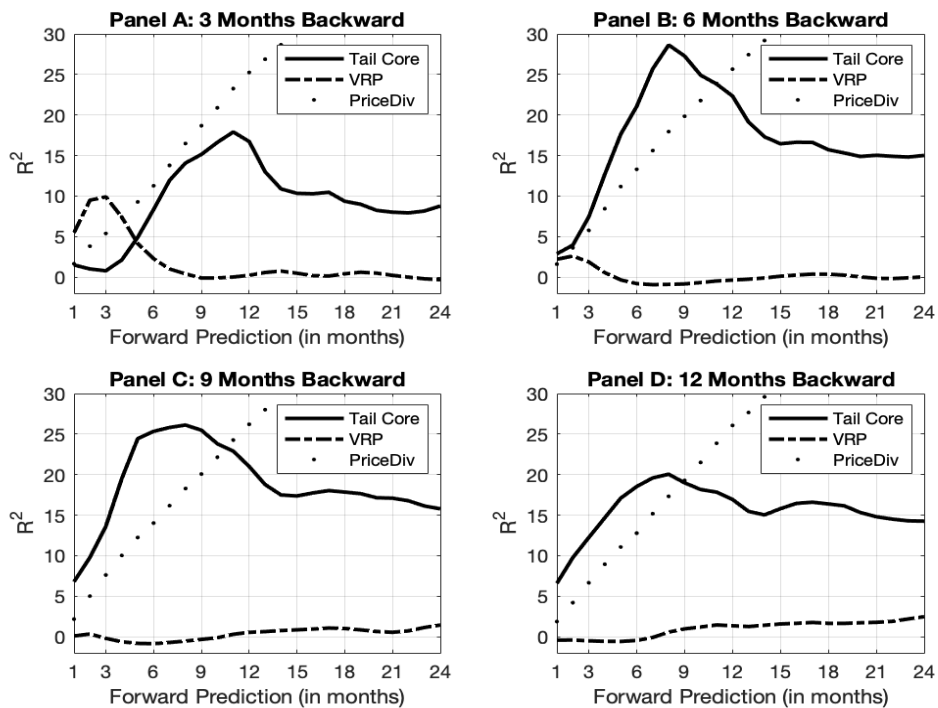 Panel A: 3 Months Backward
30
25
20
15
10
5
0
R²
Tail Core
VRP
PriceDiv
1 3 6 9 12 15 18 21 24
Forward Prediction (in months)
Panel B: 6 Months Backward
30
25
20
15
10
5
0
R²
Tail Core
VRP
PriceDiv
1 3 6 9 12 15 18 21 24
Forward Prediction (in months)
Panel C: 9 Months Backward
30
25
20
15
10
5
0
R²
Tail Core
VRP
PriceDiv
1 3 6 9 12 15 18 21 24
Forward Prediction (in months)
Panel D: 12 Months Backward
30
25
20
15
10
5
0
R²
Tail Core
VRP
PriceDiv
1 3 6 9 12 15 18 21 24
Forward Prediction (in months)